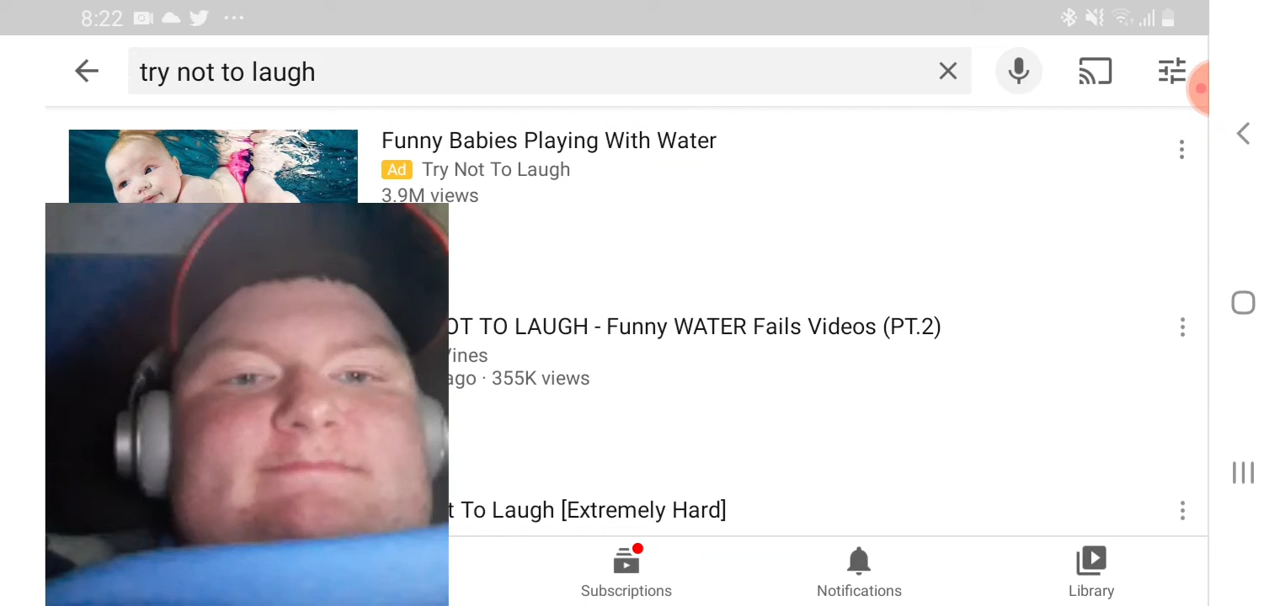 8:22
try not to laugh
Funny Babies Playing With Water
Ad Try Not To Laugh
3.9M views
OT TO LAUGH - Funny WATER Fails Videos (PT.2)
Vines
ago · 355K views
t To Laugh [Extremely Hard]
Subscriptions
Notifications
Library